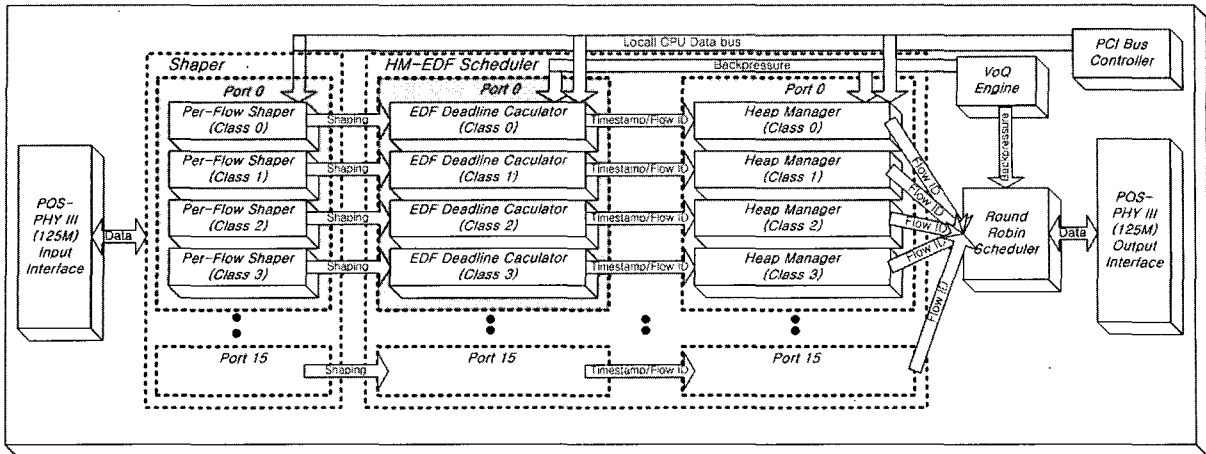 Locall CPU Data bus
PCI Bus
Controller
Shaper
HM-EDF Scheduler
Backpressure
VoQ
Engine
Port 0
Port 0
Port 0
Per-Flow Shaper
(Class 0)
Shaping
EDF Deadline Caculator
(Class 0)
Timestamp/Flow ID
Heap Manager
(Class 0)
Flow ID
Backpressure
Per-Flow Shaper
(Class 1)
Shaping
EDF Deadline Caculator
(Class 1)
Timestamp/Flow ID
Heap Manager
(Class 1)
Flow ID
Per-Flow Shaper
(Class 2)
Shaping
EDF Deadline Caculator
(Class 2)
Timestamp/Flow ID
Heap Manager
(Class 2)
Flow ID
Per-Flow Shaper
(Class 3)
Shaping
EDF Deadline Caculator
(Class 3)
Timestamp/Flow ID
Heap Manager
(Class 3)
Flow ID
POS-
PHY III
(125M)
Input
Interface
Data
Round
Robin
Scheduler
Data
POS-
PHY III
(125M)
Output
Interface
Port 15
Shaping
Port 15
Timestamp/Flow ID
Port 15
Flow ID